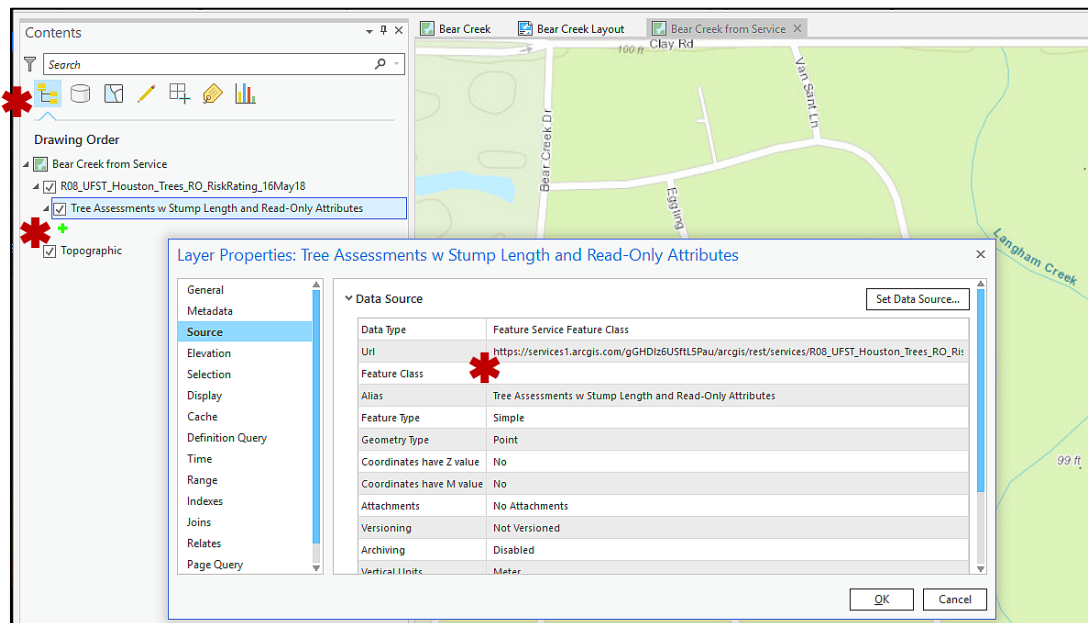 Contents
Bear Creek
Bear Creek Layout
Bear Creek from Service
Search
Drawing Order
Bear Creek from Service
R08_UFST_Houston_Trees_RO_RiskRating_16May18
Tree Assessments w Stump Length and Read-Only Attributes
Topographic
100 ft
Clay Rd
Van Sant Ln
Bear Creek Dr
Eggling
Langham Creek
99 ft
Layer Properties: Tree Assessments w Stump Length and Read-Only Attributes
General
Metadata
Source
Elevation
Selection
Display
Cache
Definition Query
Time
Range
Indexes
Joins
Relates
Page Query
Data Source
Set Data Source...
Data Type Feature Service Feature Class
Url https://services1.arcgis.com/gGHDlz6USftL5Pau/arcgis/rest/services/R08_UFST_Houston_Trees_RO_Ris
Feature Class
Alias Tree Assessments w Stump Length and Read-Only Attributes
Feature Type Simple
Geometry Type Point
Coordinates have Z value No
Coordinates have M value No
Attachments No Attachments
Versioning Not Versioned
Archiving Disabled
Vertical Units Meter
OK
Cancel